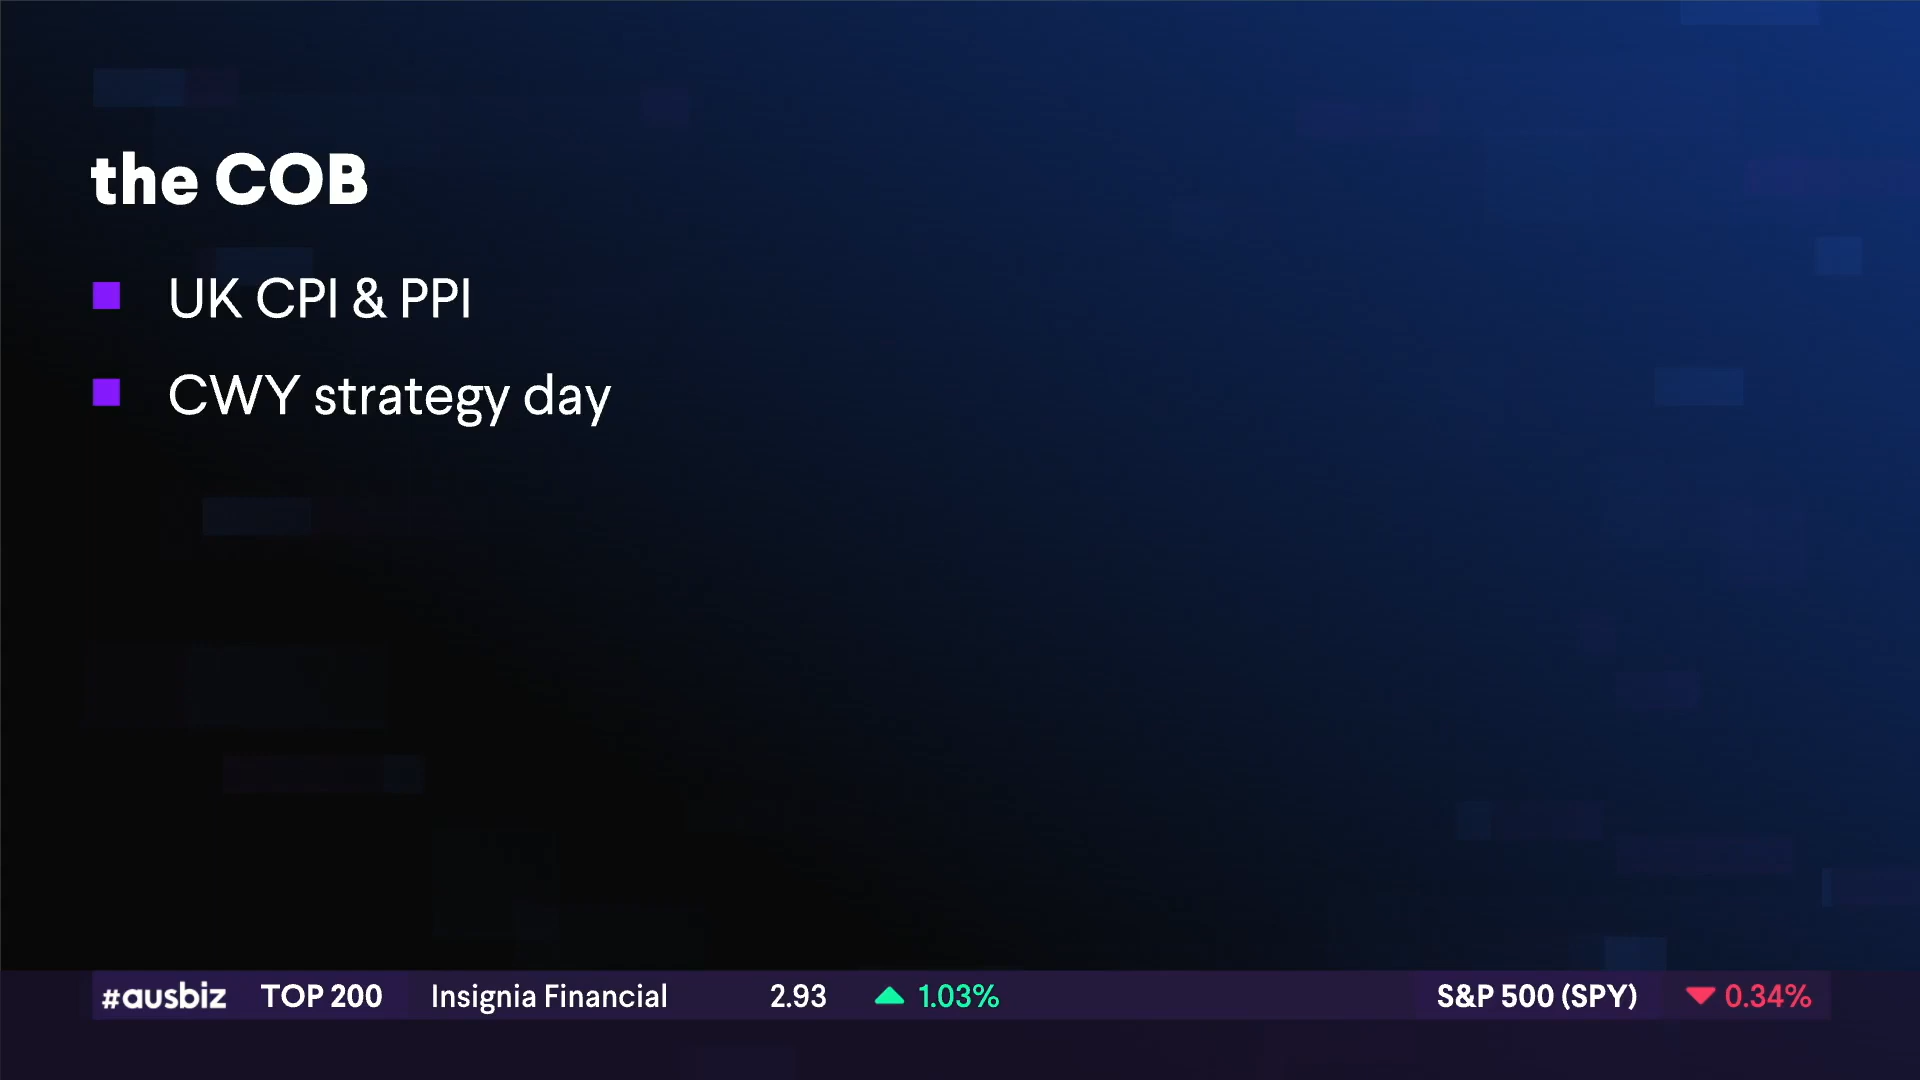 the COB
UK CPI & PPI
CWY strategy day
#ausbiz TOP 200 Insignia Financial 2.93 1.03% S&P 500 (SPY) 0.34%